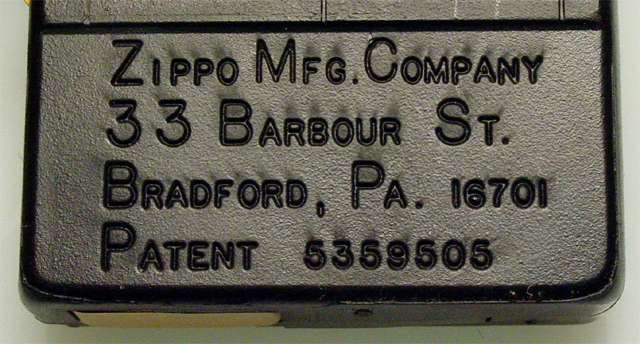 Zippo Mfg. Company
33 Barbour St.
Bradford, Pa. 16701
Patent 5359505